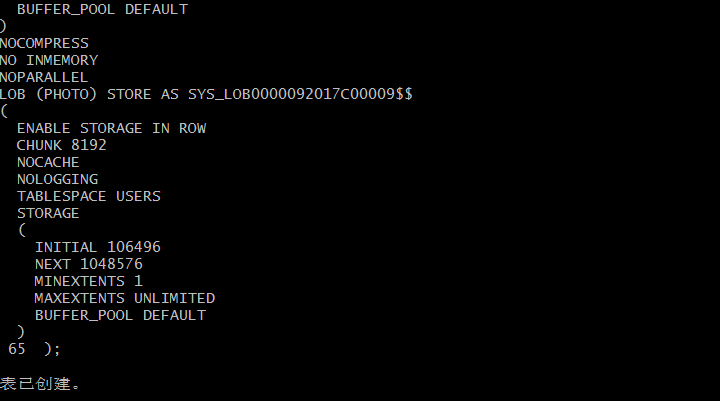 BUFFER_POOL DEFAULT
)
NOCOMPRESS
NO INMEMORY
NOPARALLEL
LOB (PHOTO) STORE AS SYS_LOB0000092017C00009$$
(
ENABLE STORAGE IN ROW
CHUNK 8192
NOCACHE
NOLOGGING
TABLESPACE USERS
STORAGE
(
INITIAL 106496
NEXT 1048576
MINEXTENTS 1
MAXEXTENTS UNLIMITED
BUFFER_POOL DEFAULT
)
65 );
表已创建。